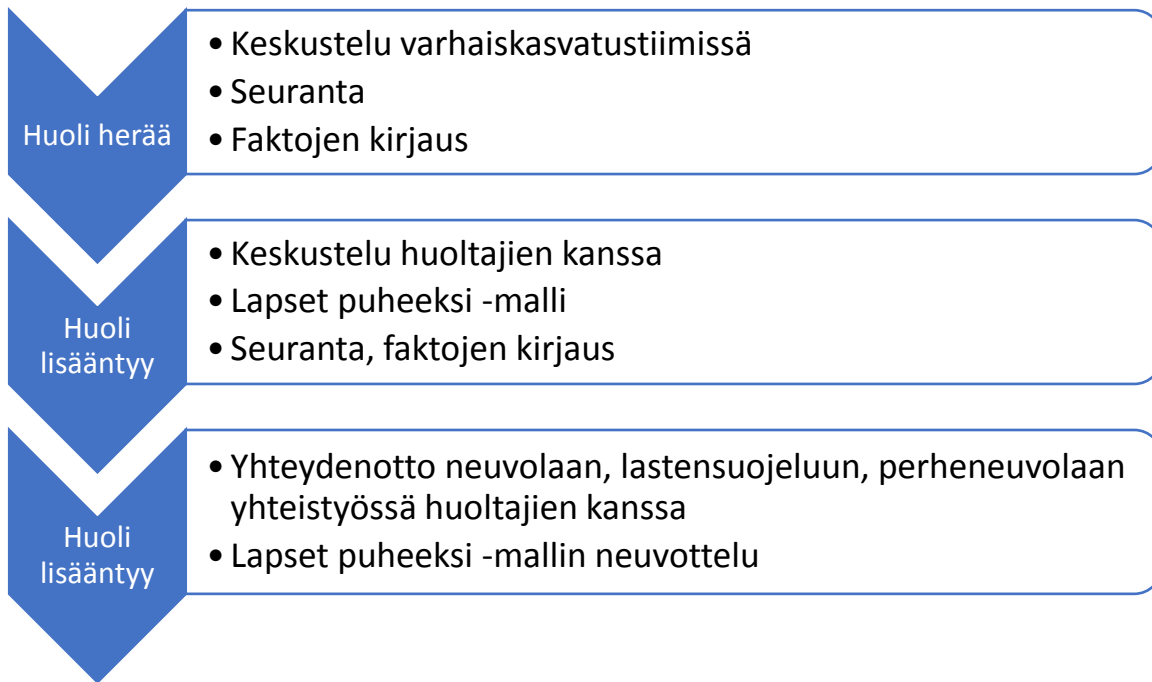 Huoli herää
• Keskustelu varhaiskasvatustiimissä
• Seuranta
• Faktojen kirjaus
Huoli
lisääntyy
• Keskustelu huoltajien kanssa
• Lapset puheeksi -malli
• Seuranta, faktojen kirjaus
Huoli
lisääntyy
• Yhteydenotto neuvolaan, lastensuojeluun, perheneuvolaan
yhteistyössä huoltajien kanssa
• Lapset puheeksi -mallin neuvottelu